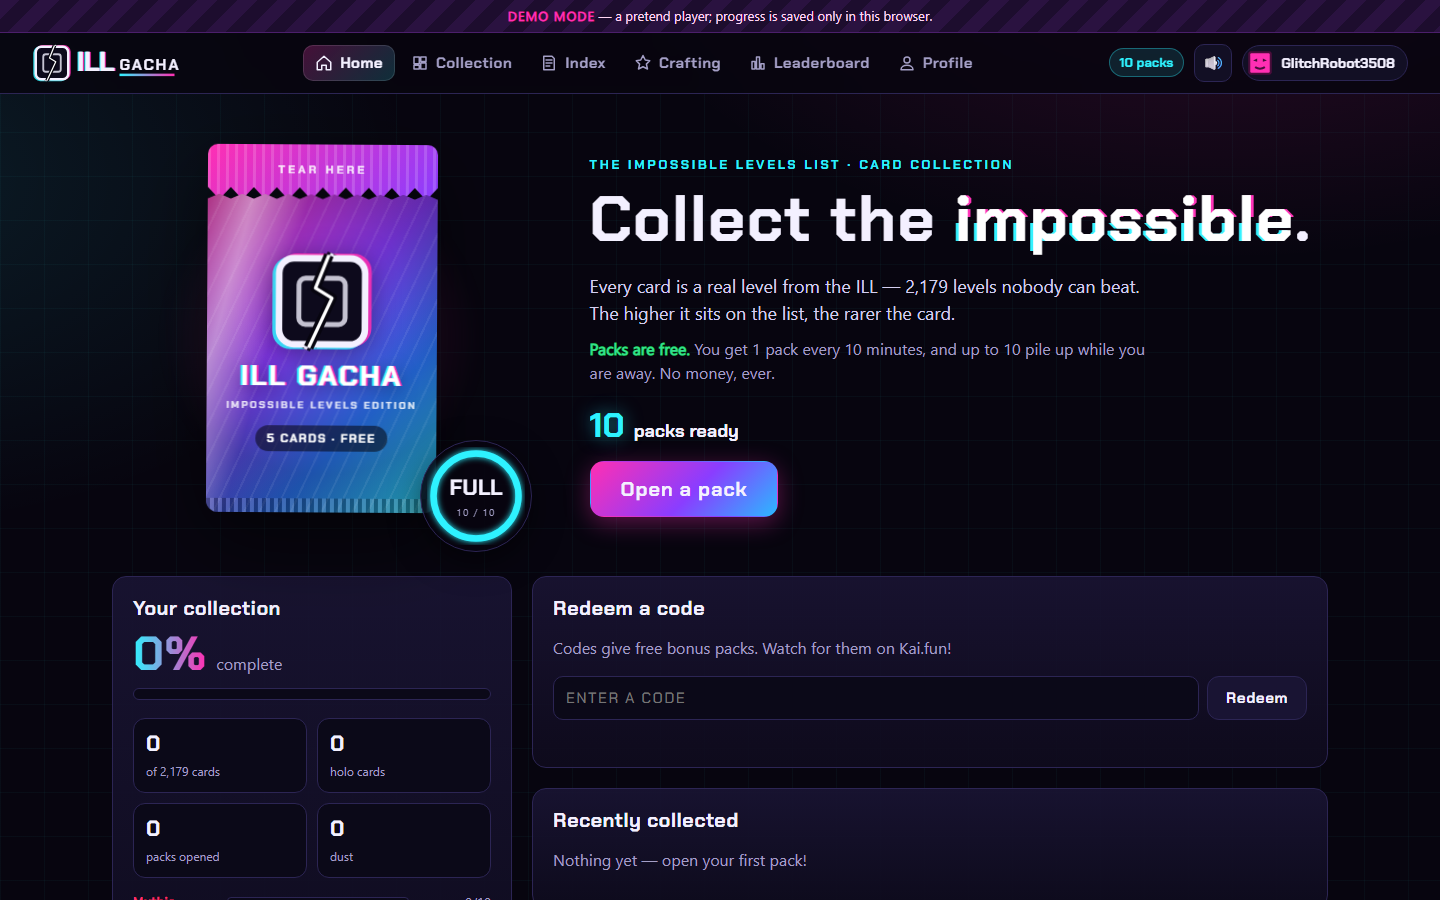 DEMO MODE — a pretend player; progress is saved only in this browser.
ILL GACHA
Home
Collection
Index
Crafting
Leaderboard
Profile
10 packs
GlitchRobot3508
TEAR HERE
ILL GACHA
IMPOSSIBLE LEVELS EDITION
5 CARDS · FREE
FULL
10 / 10
THE IMPOSSIBLE LEVELS LIST · CARD COLLECTION
Collect the impossible.
Every card is a real level from the ILL — 2,179 levels nobody can beat.
The higher it sits on the list, the rarer the card.
Packs are free. You get 1 pack every 10 minutes, and up to 10 pile up while you
are away. No money, ever.
10 packs ready
Open a pack
Your collection
0% complete
0
of 2,179 cards
0
holo cards
0
packs opened
0
dust
Redeem a code
Codes give free bonus packs. Watch for them on Kai.fun!
ENTER A CODE
Redeem
Recently collected
Nothing yet — open your first pack!